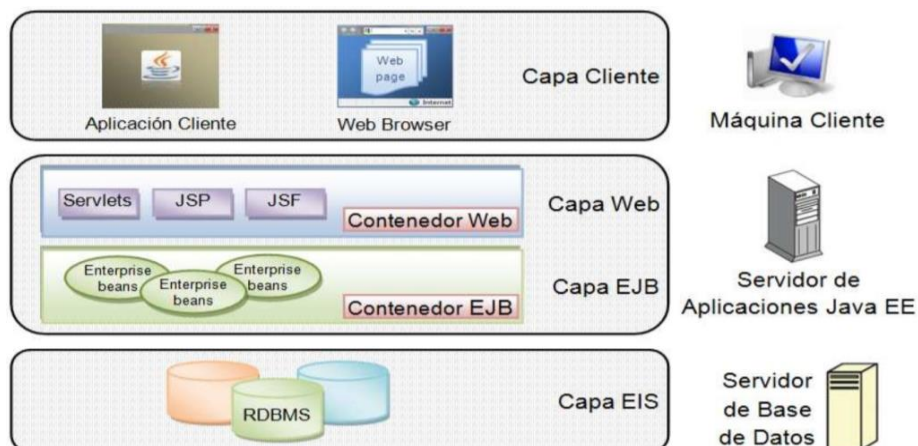 Web
page
Internet
Aplicación Cliente
Web Browser
Capa Cliente
Máquina Cliente
Servlets
JSP
JSF
Contenedor Web
Capa Web
Enterprise
beans
Enterprise
beans
Enterprise
beans
Contenedor EJB
Capa EJB
Servidor de
Aplicaciones Java EE
RDBMS
Capa EIS
Servidor
de Base
de Datos